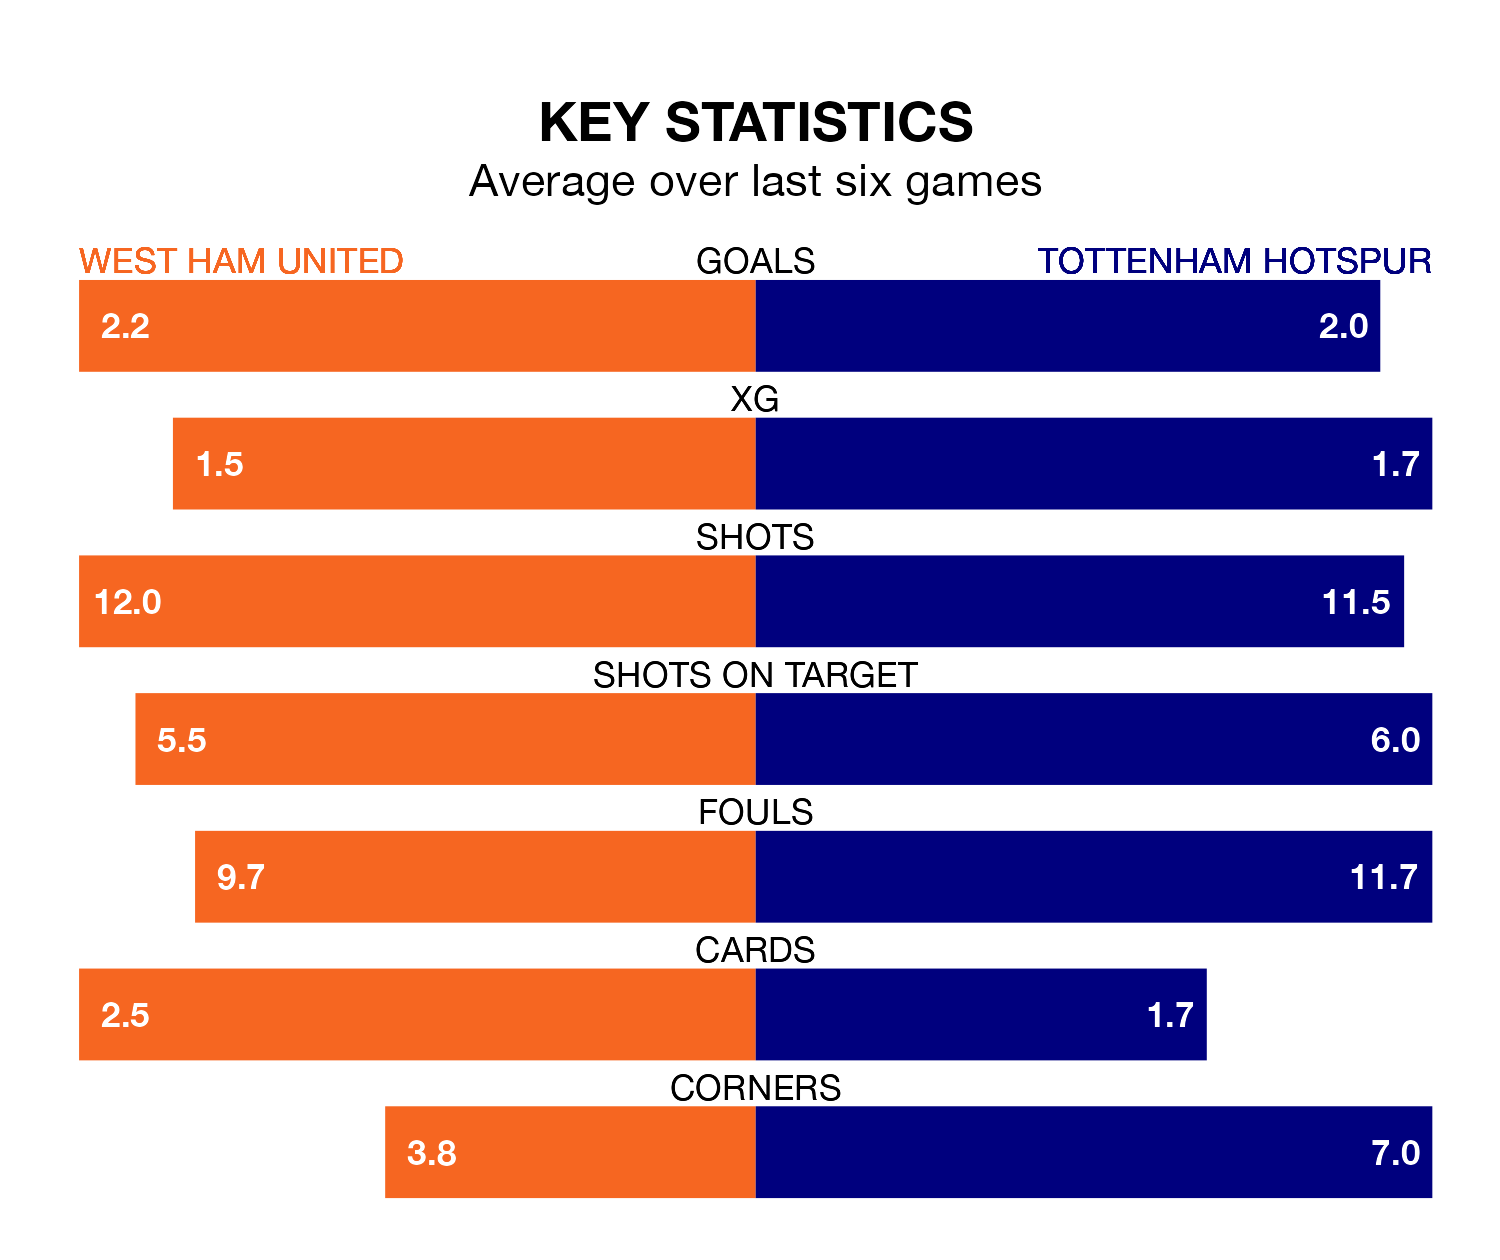 KEY STATISTICS
Average over last six games
WEST HAM UNITED GOALS TOTTENHAM HOTSPUR
2.2 2.0
XG
1.5 1.7
SHOTS
12.0 11.5
SHOTS ON TARGET
5.5 6.0
FOULS
9.7 11.7
CARDS
2.5 1.7
CORNERS
3.8 7.0